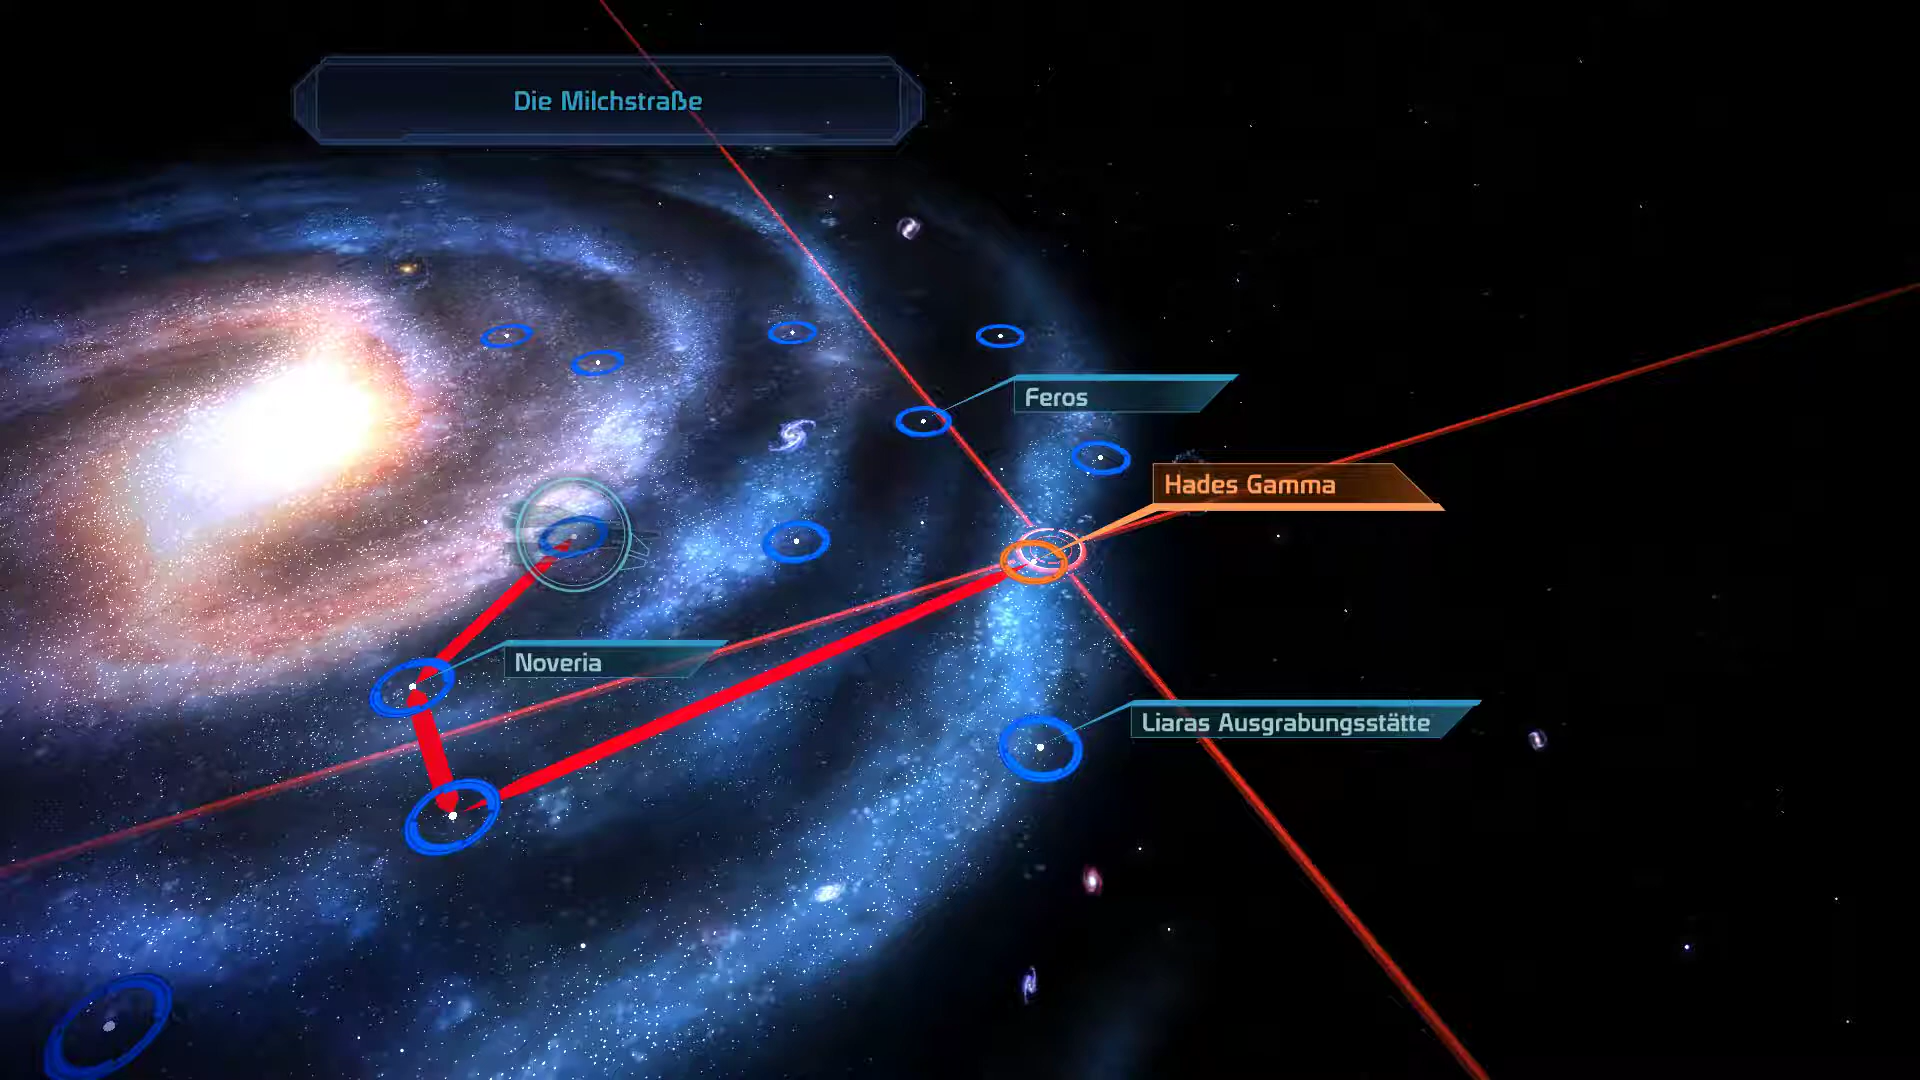 Die Milchstraße
Feros
Hades Gamma
Noveria
Liaras Ausgrabungsstätte